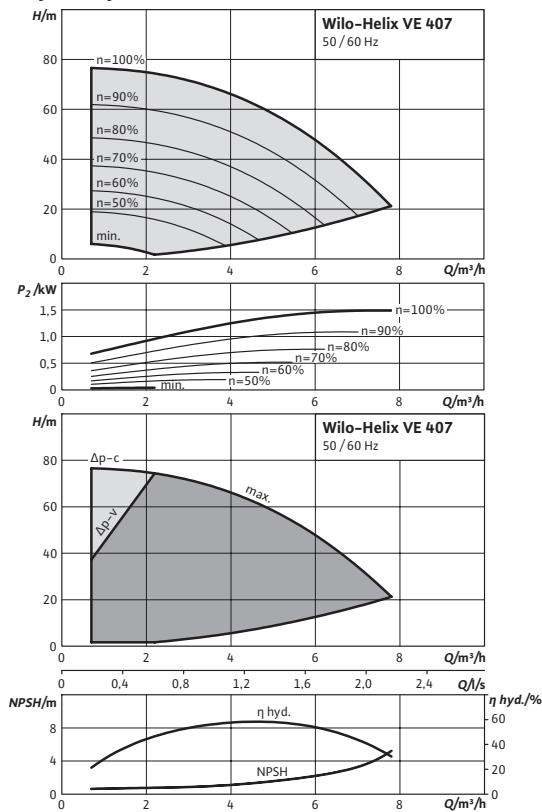 H/m
Wilo-Helix VE 407
50 / 60 Hz
n=100%
80
n=90%
60
n=80%
40
n=70%
n=60%
20
n=50%
min.
0
0 2 4 6 8 Q/m³/h
P₂/kW
1,5
n=100%
n=90%
1,0
n=80%
n=70%
0,5
n=60%
min.
n=50%
0
0 2 4 6 8 Q/m³/h
H/m
Wilo-Helix VE 407
50 / 60 Hz
Δp-c
80
max.
60
Δp-v
40
20
0
0 2 4 6 8 Q/m³/h
0 0,4 0,8 1,2 1,6 2,0 2,4 Q/l/s
NPSH/m
η hyd./%
η hyd.
8
60
40
4
NPSH
20
0
0
0 2 4 6 8 Q/m³/h